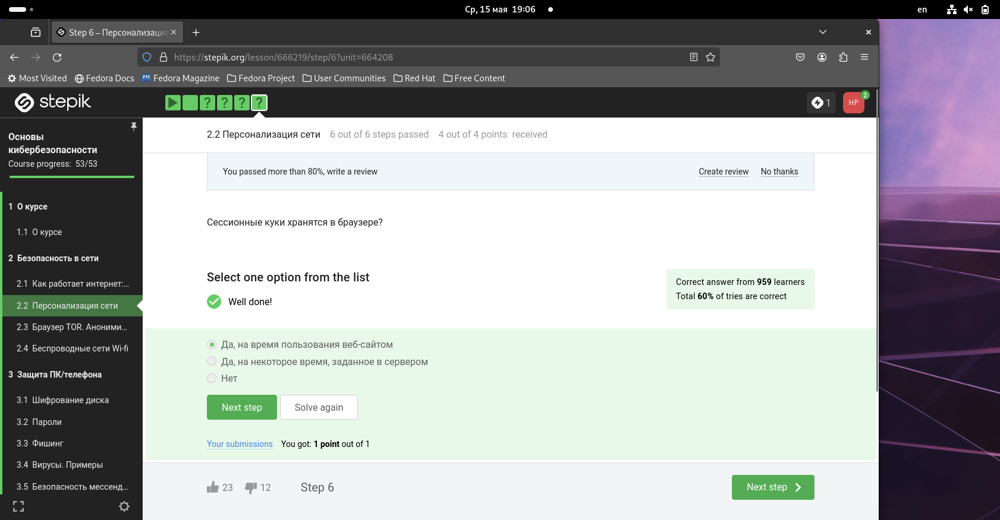 Ср, 15 мая 19:06
en
Step 6 – Персонализация
https://stepik.org/lesson/666219/step/6?unit=664208
Most Visited
Fedora Docs
Fedora Magazine
Fedora Project
User Communities
Red Hat
Free Content
stepik
? ? ? ?
1
HP
2
Основы
кибербезопасности
Course progress: 53/53
1 О курсе
1.1 О курсе
2 Безопасность в сети
2.1 Как работает интернет:...
2.2 Персонализация сети
2.3 Браузер TOR. Аноними...
2.4 Беспроводные сети Wi-fi
3 Защита ПК/телефона
3.1 Шифрование диска
3.2 Пароли
3.3 Фишинг
3.4 Вирусы. Примеры
3.5 Безопасность мессенд...
2.2 Персонализация сети 6 out of 6 steps passed 4 out of 4 points received
You passed more than 80%, write a review
Create review
No thanks
Сессионные куки хранятся в браузере?
Select one option from the list
Well done!
Correct answer from 959 learners
Total 60% of tries are correct
Да, на время пользования веб-сайтом
Да, на некоторое время, заданное в сервером
Нет
Next step
Solve again
Your submissions You got: 1 point out of 1
23
12
Step 6
Next step